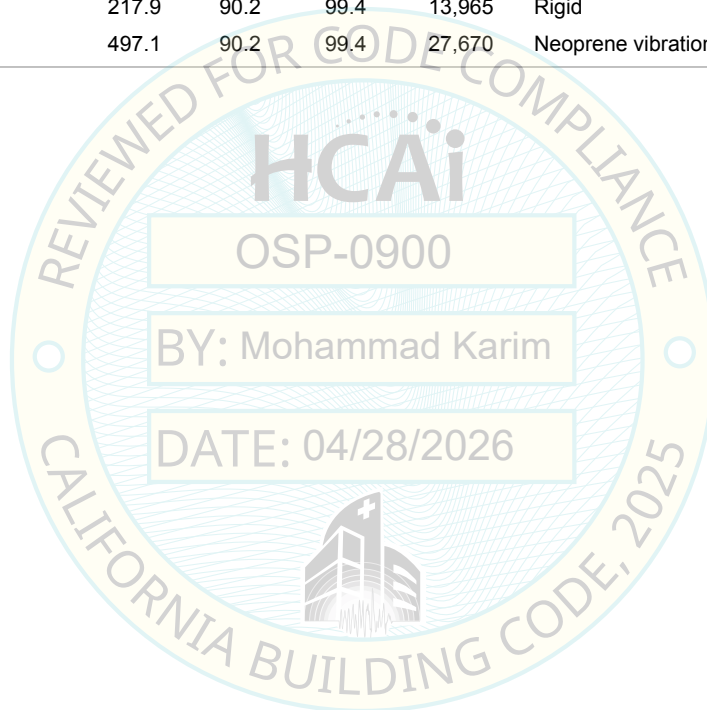 217.9 90.2 99.4 13,965 Rigid
497.1 90.2 99.4 27,670 Neoprene vibration
REVIEWED FOR CODE COMPLIANCE
HCAi
OSP-0900
BY: Mohammad Karim
DATE: 04/28/2026
CALIFORNIA BUILDING CODE, 2025